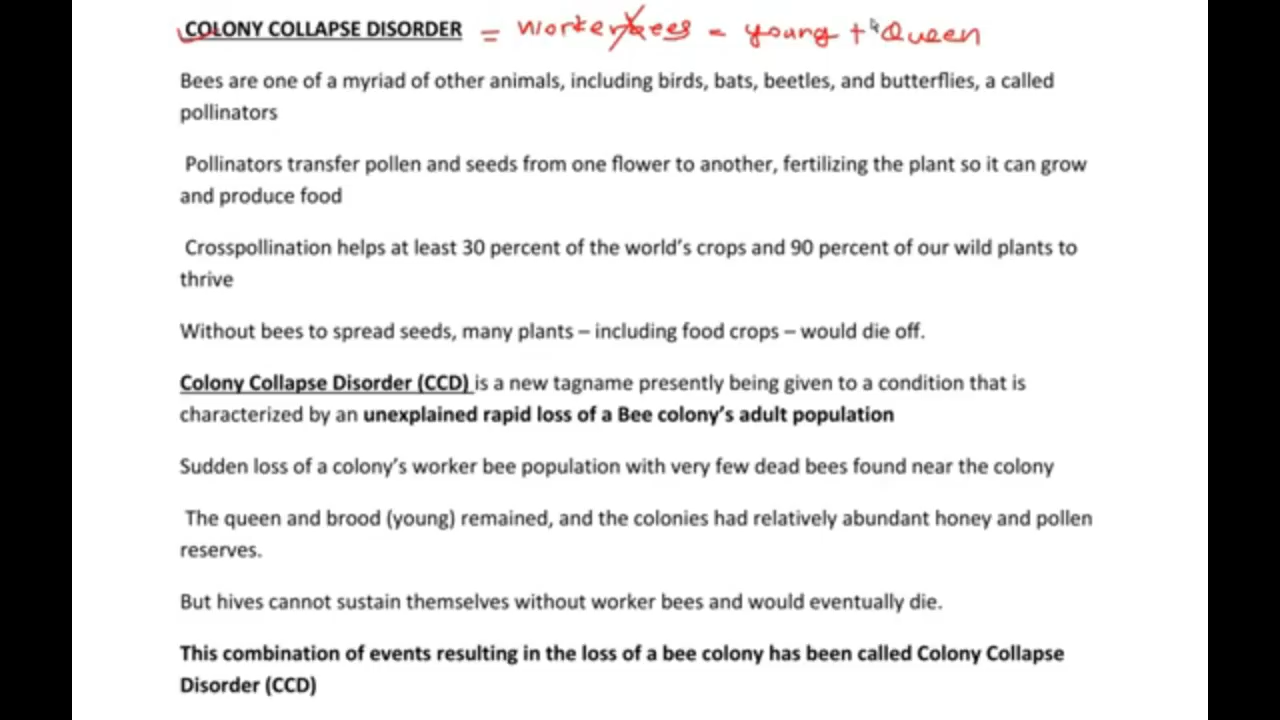 COLONY COLLAPSE DISORDER = worker bees - young + Queen
Bees are one of a myriad of other animals, including birds, bats, beetles, and butterflies, a called
pollinators
Pollinators transfer pollen and seeds from one flower to another, fertilizing the plant so it can grow
and produce food
Crosspollination helps at least 30 percent of the world's crops and 90 percent of our wild plants to
thrive
Without bees to spread seeds, many plants – including food crops – would die off.
Colony Collapse Disorder (CCD) is a new tagname presently being given to a condition that is
characterized by an unexplained rapid loss of a Bee colony's adult population
Sudden loss of a colony's worker bee population with very few dead bees found near the colony
The queen and brood (young) remained, and the colonies had relatively abundant honey and pollen
reserves.
But hives cannot sustain themselves without worker bees and would eventually die.
This combination of events resulting in the loss of a bee colony has been called Colony Collapse
Disorder (CCD)